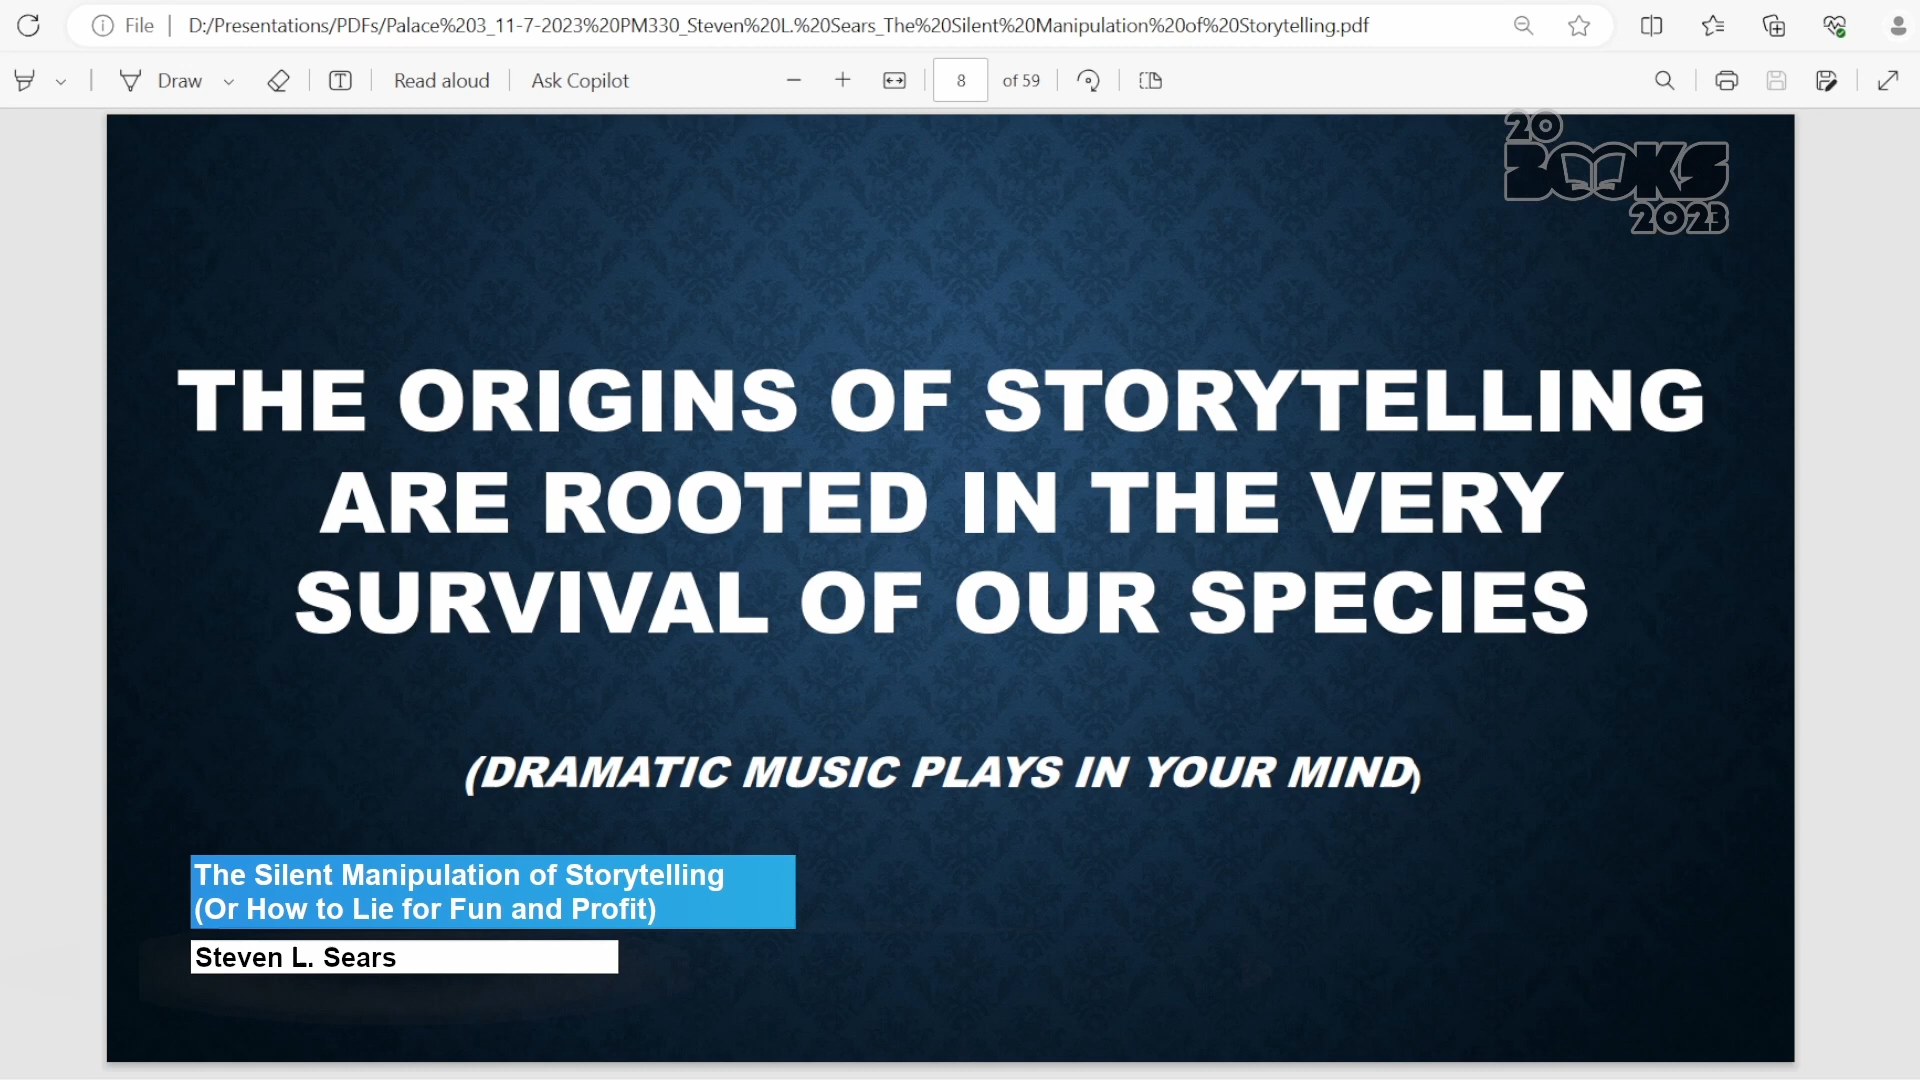 File
D:/Presentations/PDFs/Palace%203_11-7-2023%20PM330_Steven%20L.%20Sears_The%20Silent%20Manipulation%20of%20Storytelling.pdf
Draw
Read aloud
Ask Copilot
8
of 59
20
BOOKS
2023
THE ORIGINS OF STORYTELLING
ARE ROOTED IN THE VERY
SURVIVAL OF OUR SPECIES
(DRAMATIC MUSIC PLAYS IN YOUR MIND)
The Silent Manipulation of Storytelling
(Or How to Lie for Fun and Profit)
Steven L. Sears